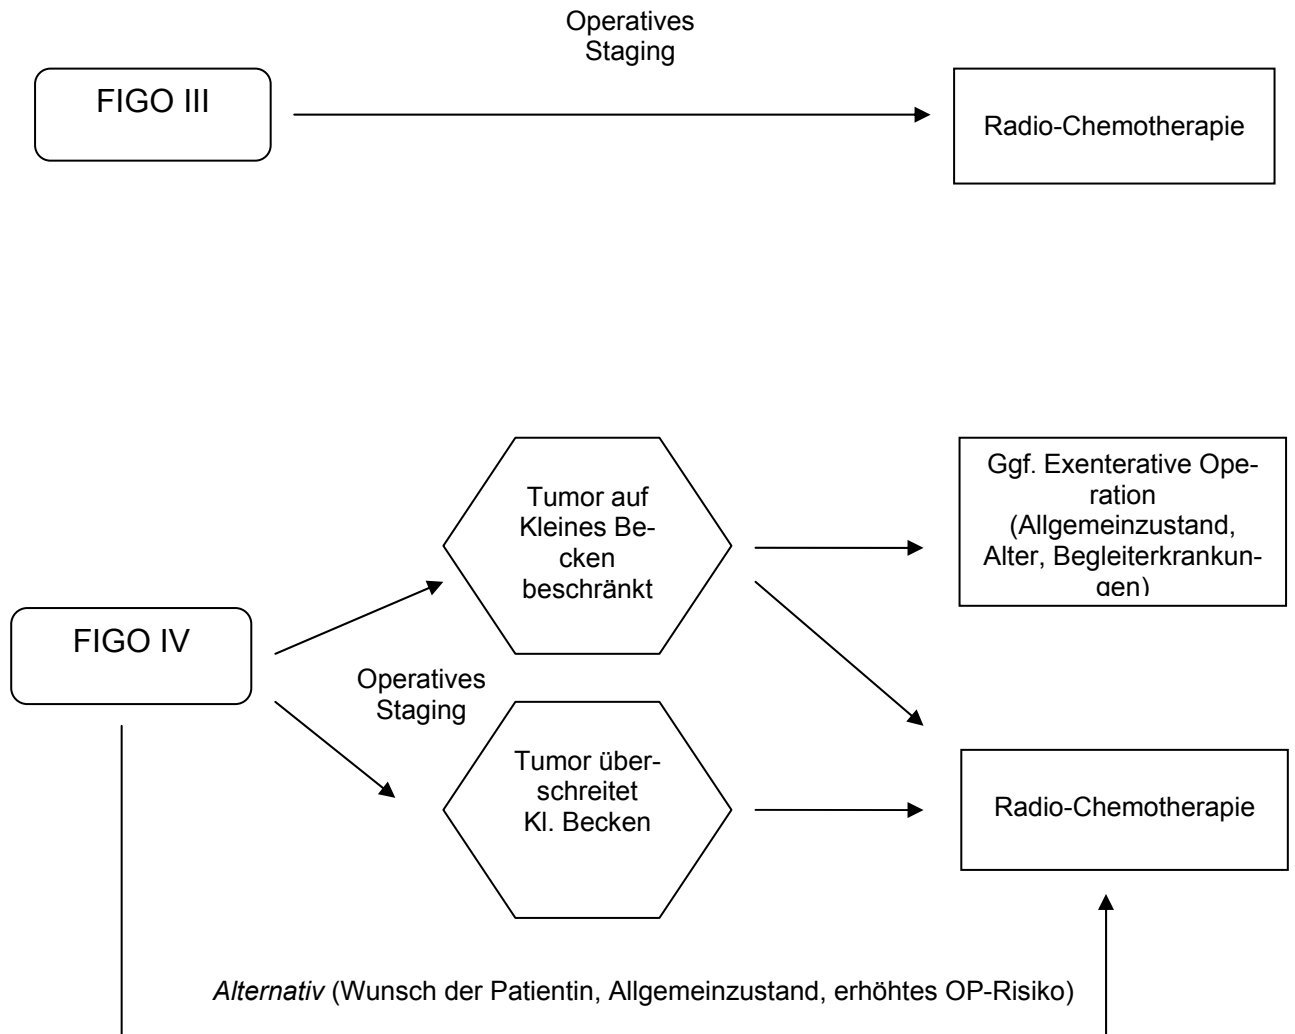 Operatives
Staging
FIGO III
Radio-Chemotherapie
Tumor auf
Kleines Be-
cken
beschränkt
Ggf. Exenterative Ope-
ration
(Allgemeinzustand,
Alter, Begleiterkrankun-
gen)
FIGO IV
Operatives
Staging
Tumor über-
schreitet
Kl. Becken
Radio-Chemotherapie
Alternativ (Wunsch der Patientin, Allgemeinzustand, erhöhtes OP-Risiko)